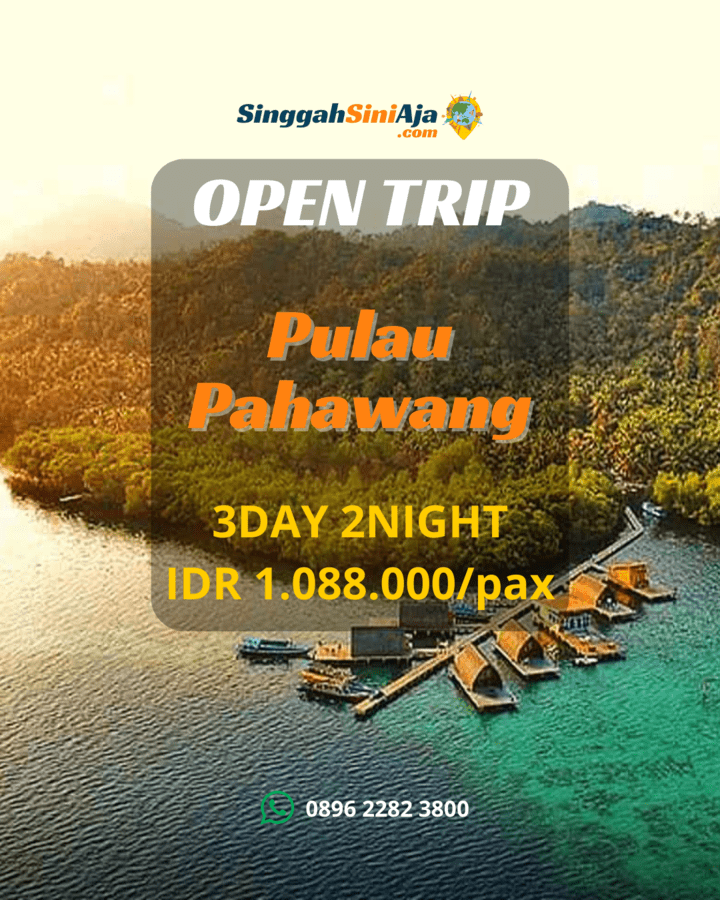 SinggahSiniAja
.com
OPEN TRIP
Pulau
Pahawang
3DAY 2NIGHT
IDR 1.088.000/pax
0896 2282 3800